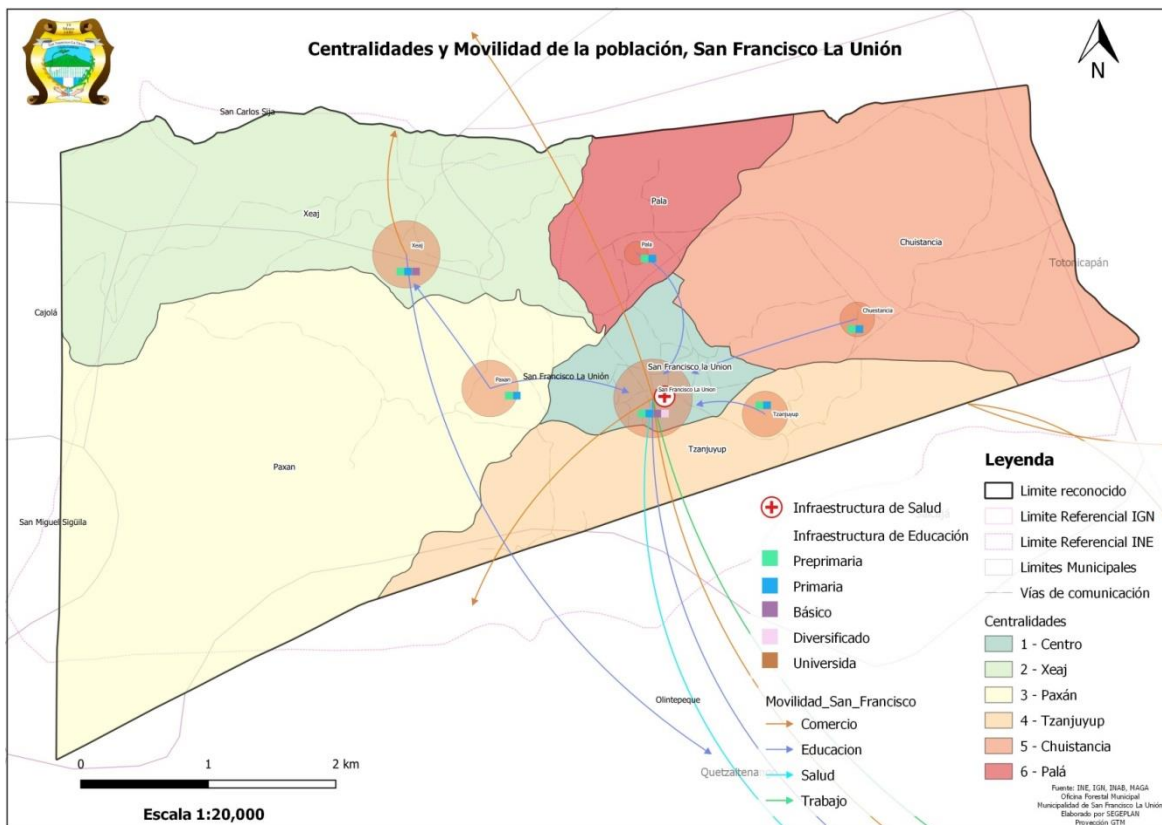 Centralidades y Movilidad de la población, San Francisco La Unión
N
San Carlos Sija
Xeaj
Xeaj
Pala
Pala
Chuistancia
Totonicapán
Cajolá
Chuestancia
San Francisco la Union
San Francisco La Unión
San Francisco La Unión
Paxan
Tzanjuyup
Tzanjuyup
Paxan
San Miguel Sigüila
Olintepeque
Quetzaltena
0 1 2 km
Escala 1:20,000
Infraestructura de Salud
Infraestructura de Educación
Preprimaria
Primaria
Básico
Diversificado
Universida
Movilidad_San_Francisco
Comercio
Educacion
Salud
Trabajo
Leyenda
Limite reconocido
Limite Referencial IGN
Limite Referencial INE
Limites Municipales
Vías de comunicación
Centralidades
1 - Centro
2 - Xeaj
3 - Paxán
4 - Tzanjuyup
5 - Chuistancia
6 - Palá
Fuente: INE, IGN, INAB, MAGA
Oficina Forestal Municipal
Municipalidad de San Francisco La Unión
Elaborado por SEGEPLAN
Proyección GTM